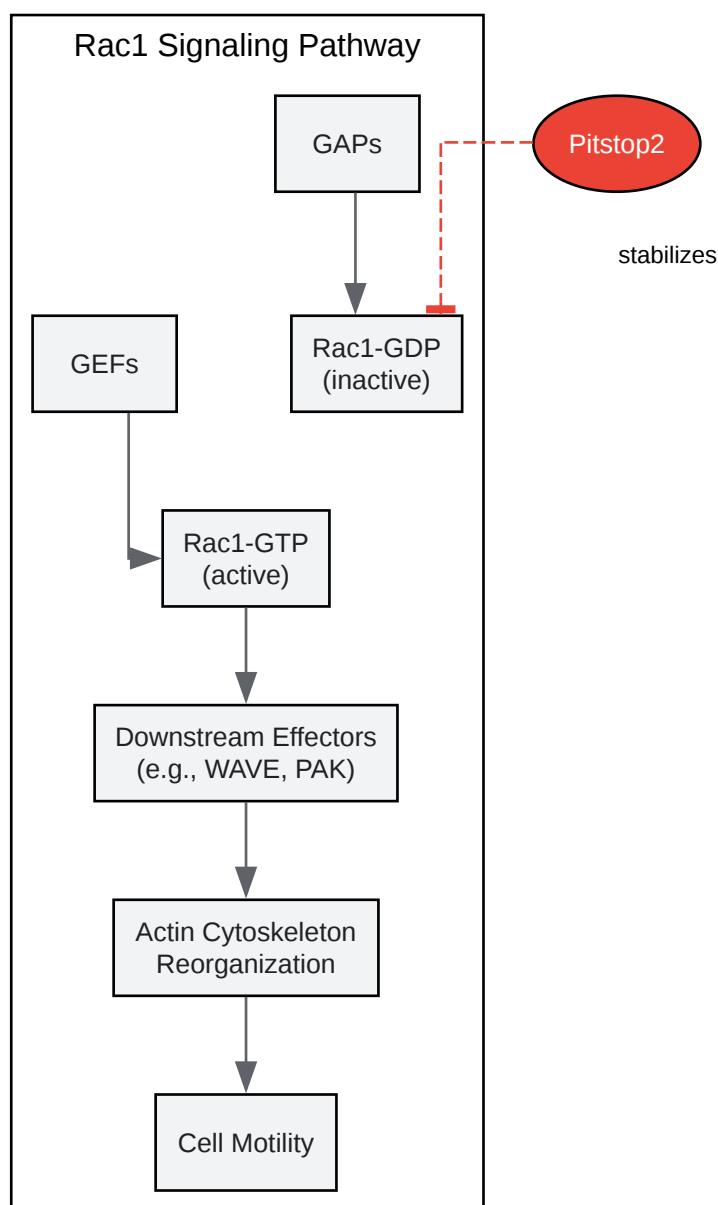 Rac1 Signaling Pathway
GAPs
Pitstop2
stabilizes
Rac1-GDP
(inactive)
GEFs
Rac1-GTP
(active)
Downstream Effectors
(e.g., WAVE, PAK)
Actin Cytoskeleton
Reorganization
Cell Motility